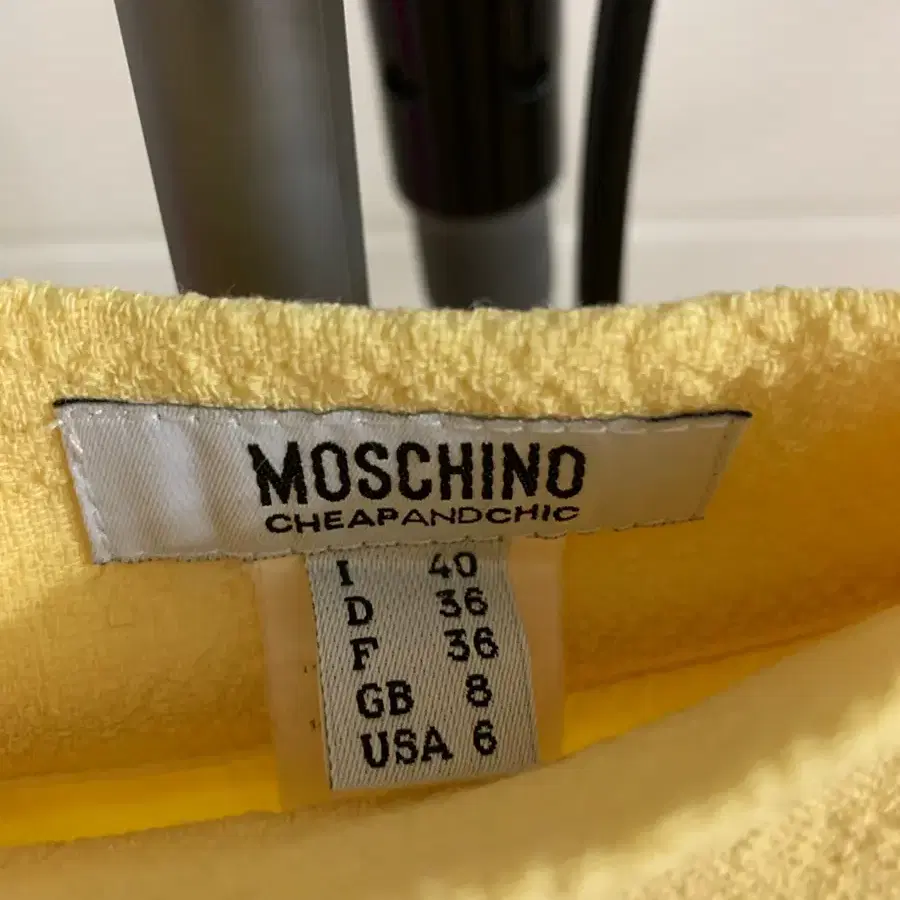 MOSCHINO
CHEAPANDCHIC
I 40
D 36
F 36
GB 8
USA 6